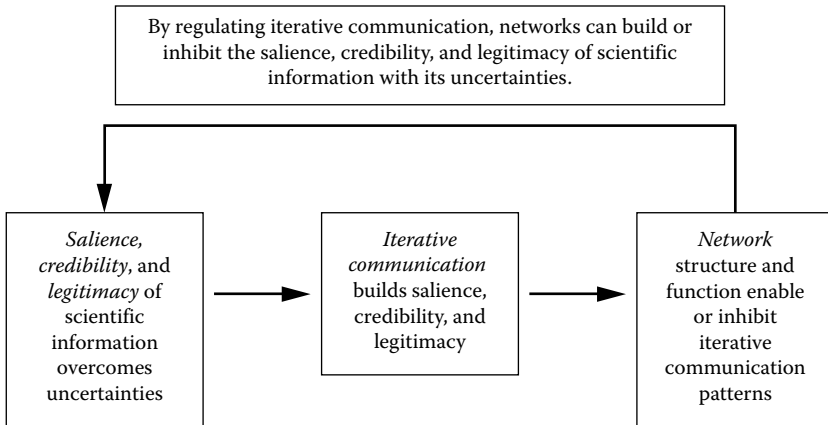 By regulating iterative communication, networks can build or
inhibit the salience, credibility, and legitimacy of scientific
information with its uncertainties.
Salience,
credibility, and
legitimacy of
scientific
information
overcomes
uncertainties
Iterative
communication
builds salience,
credibility, and
legitimacy
Network
structure and
function enable
or inhibit
iterative
communication
patterns